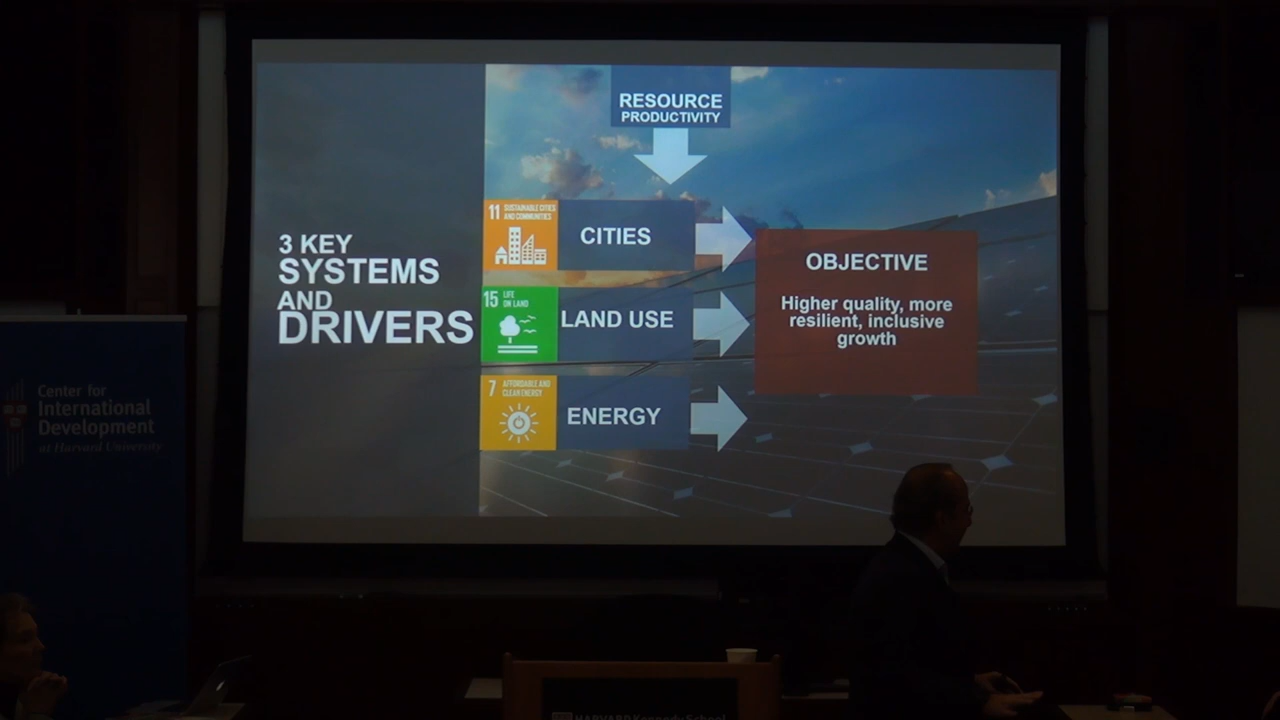 RESOURCE
PRODUCTIVITY
3 KEY
SYSTEMS
AND
DRIVERS
11 SUSTAINABLE CITIES
AND COMMUNITIES
CITIES
15 LIFE
ON LAND
LAND USE
7 AFFORDABLE AND
CLEAN ENERGY
ENERGY
OBJECTIVE
Higher quality, more
resilient, inclusive
growth
Center for
International
Development
at Harvard University
HARVARD Kennedy School